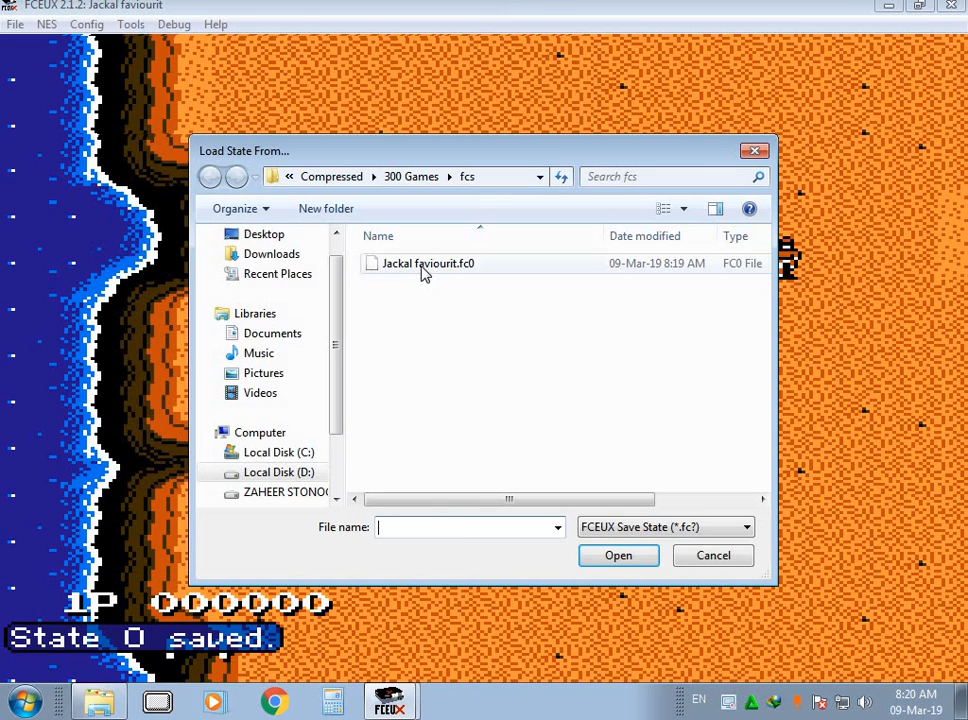 FCEUX 2.1.2: Jackal faviourit
File NES Config Tools Debug Help
Load State From...
« Compressed 300 Games fcs Search fcs
Organize New folder
Name Date modified Type
Jackal faviourit.fc0 09-Mar-19 8:19 AM FC0 File
Desktop
Downloads
Recent Places
Libraries
Documents
Music
Pictures
Videos
Computer
Local Disk (C:)
Local Disk (D:)
ZAHEER STONO
File name: FCEUX Save State (*.fc?)
Open Cancel
1P 000000
State 0 saved.
FCEUX EN 8:20 AM
09-Mar-19